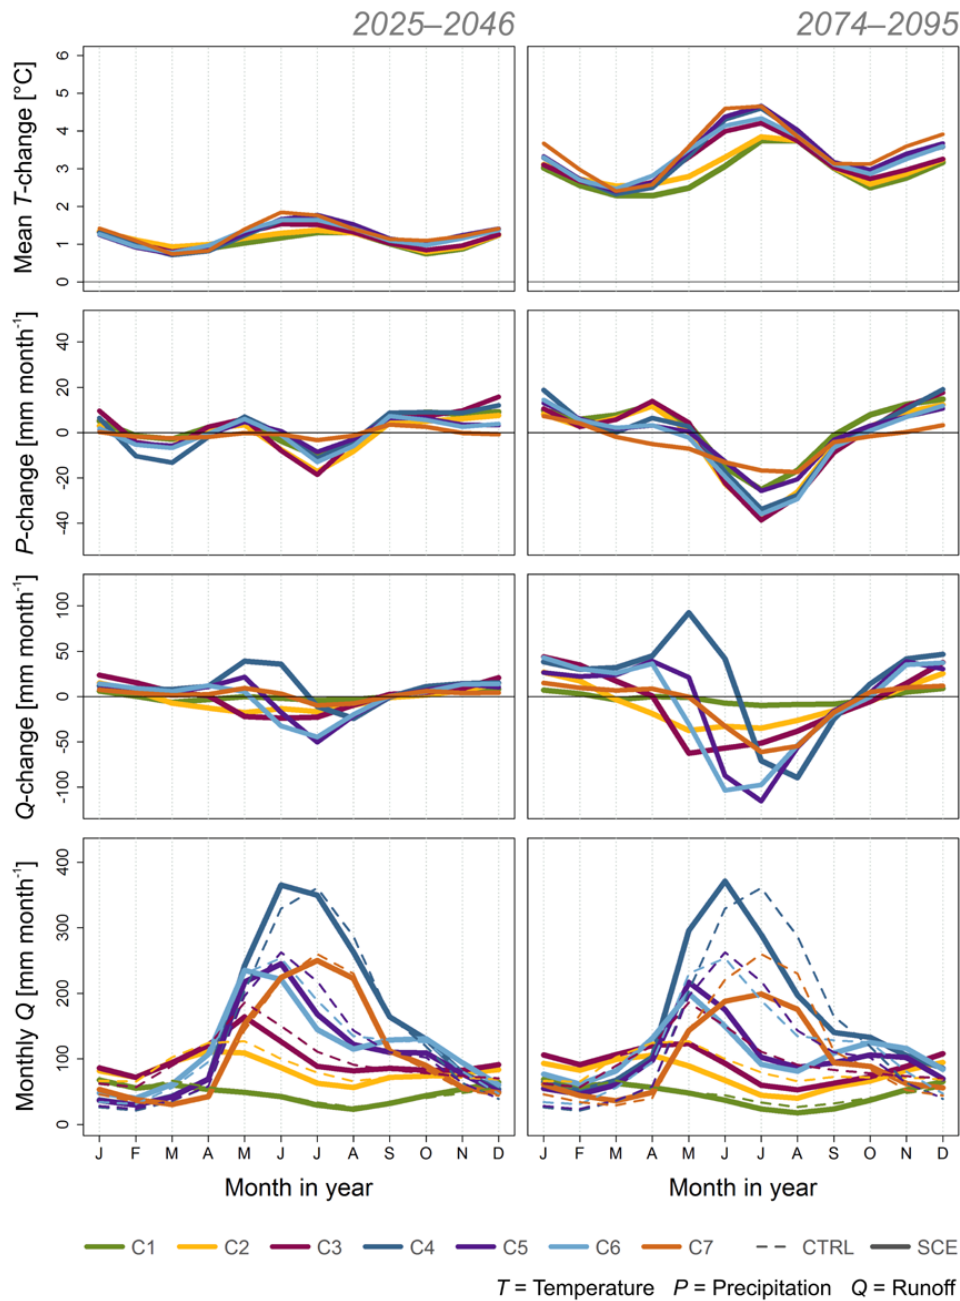 2025–2046 2074–2095
Mean T-change [°C]
6
5
4
3
2
1
0
P-change [mm month-1]
40
20
0
-20
-40
Q-change [mm month-1]
100
50
0
-50
-100
Monthly Q [mm month-1]
400
300
200
100
0
J F M A M J J A S O N D J F M A M J J A S O N D
Month in year Month in year
C1 C2 C3 C4 C5 C6 C7 CTRL SCE
T = Temperature P = Precipitation Q = Runoff